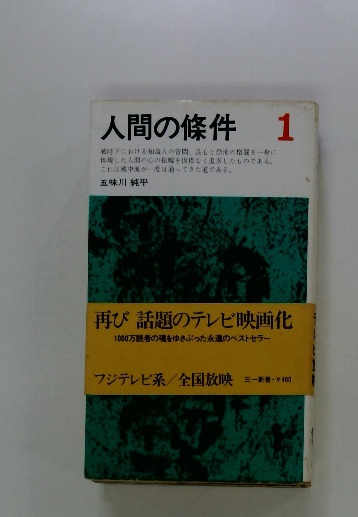 人間の條件 1
戦時下における知識人の苦悶、良心と恐怖の格闘を一身に
体現した人間の心の振幅を仮借なく追求したものである。
これは戦中派が一度は通ってきた道である。
五味川 純平
再び 話題のテレビ映画化
1000万読者の魂をゆさぶった永遠のベストセラー
フジテレビ系／全国放映 三一新書・¥480